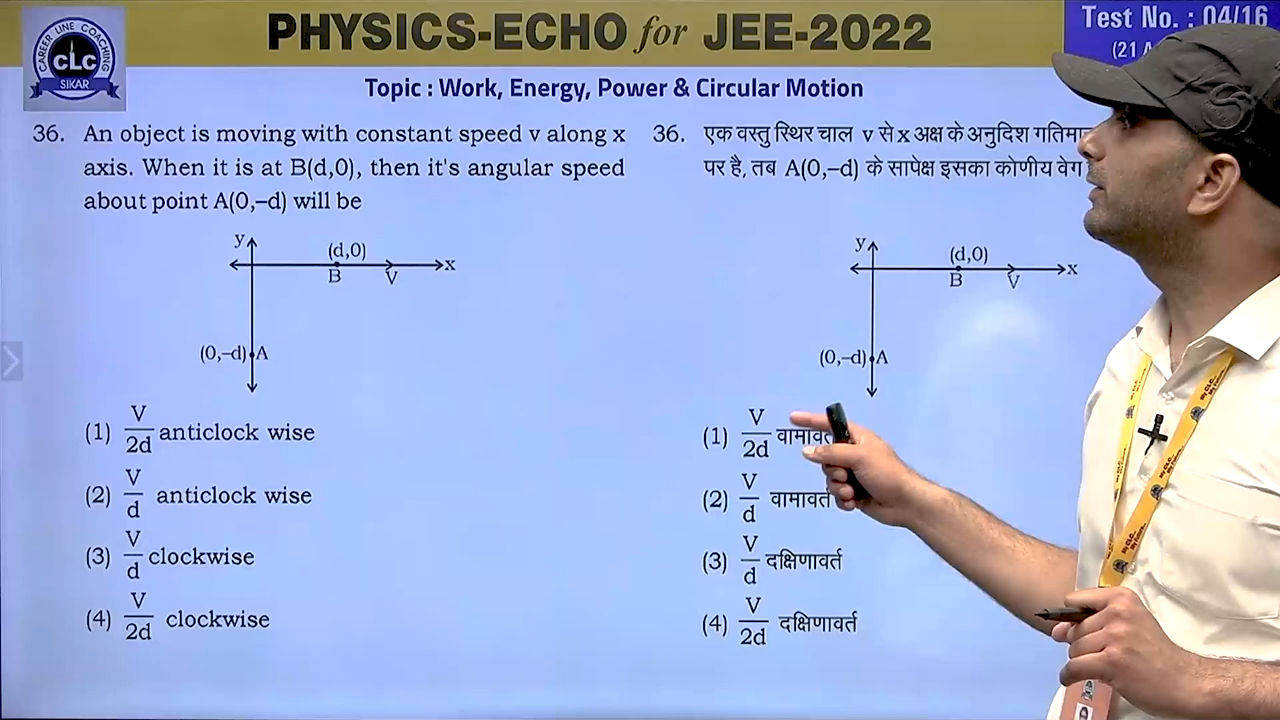 CAREER LINE COACHING
CLC
SIKAR
PHYSICS-ECHO for JEE-2022
Test No. : 04/16
(21
Topic : Work, Energy, Power & Circular Motion
36. An object is moving with constant speed v along x
axis. When it is at B(d,0), then it's angular speed
about point A(0,–d) will be
y
(d,0)
x
B
V
(0,–d) A
(1) V/2d anticlock wise
(2) V/d anticlock wise
(3) V/d clockwise
(4) V/2d clockwise
36. एक वस्तु स्थिर चाल v से x अक्ष के अनुदिश
पर है, तब A(0,–d) के सापेक्ष इसका कोणीय वेग
y
(d,0)
x
B
V
(0,–d) A
(1) V/2d
(2) V/d वामावर्त
(3) V/d दक्षिणावर्त
(4) V/2d दक्षिणावर्त